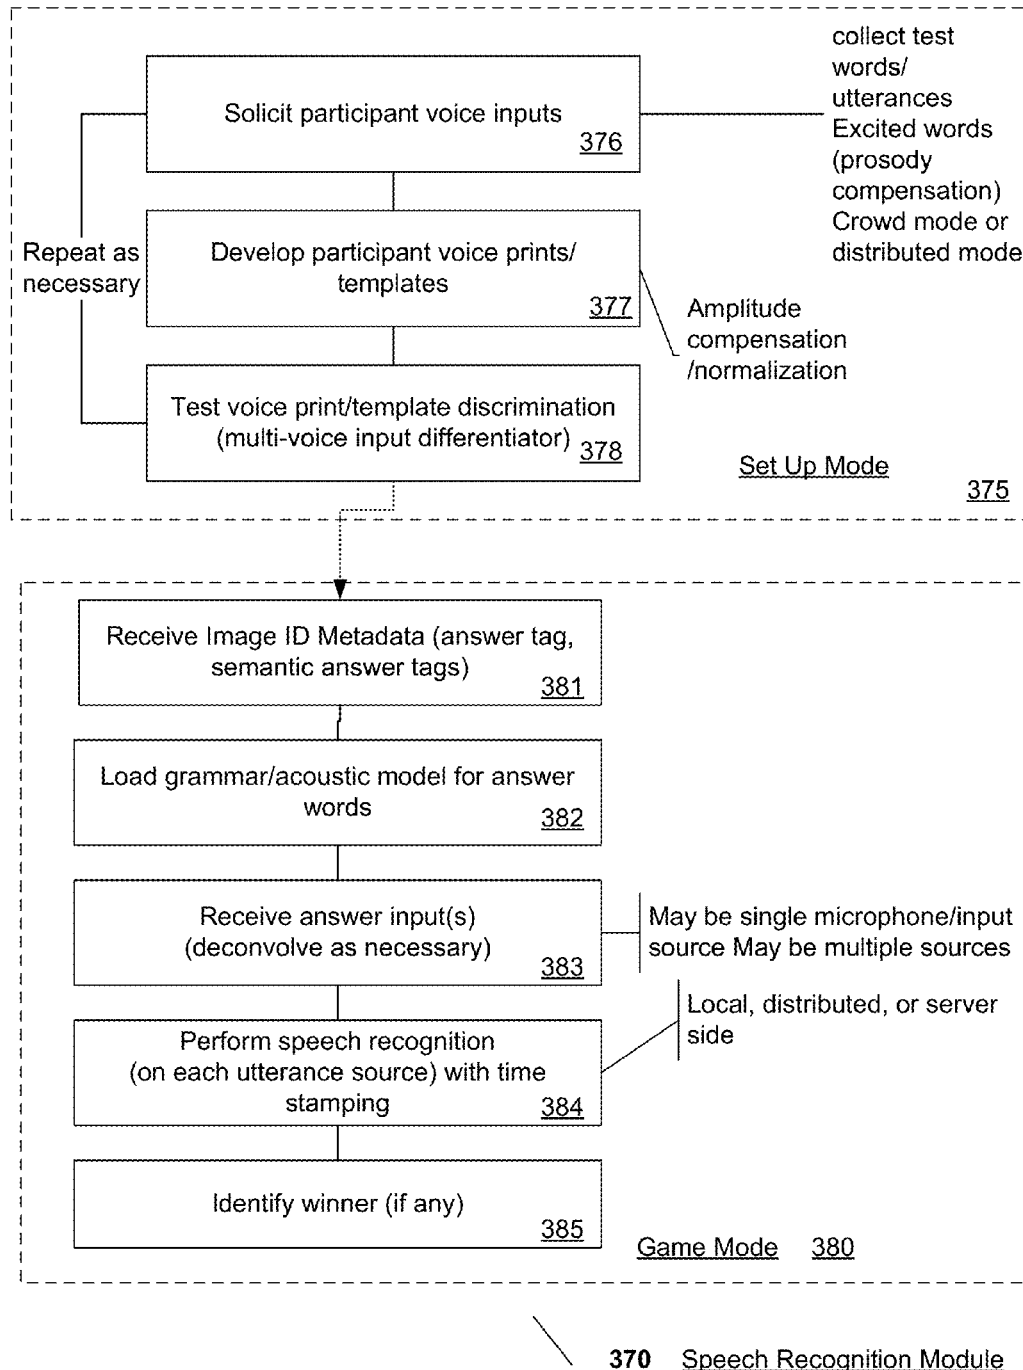 collect test
words/
utterances
Excited words
(prosody
compensation)
Crowd mode or
distributed mode
Solicit participant voice inputs
376
Repeat as
necessary
Develop participant voice prints/
templates
377
Amplitude
compensation
/normalization
Test voice print/template discrimination
(multi-voice input differentiator)
378
Set Up Mode
375
Receive Image ID Metadata (answer tag,
semantic answer tags)
381
Load grammar/acoustic model for answer
words
382
Receive answer input(s)
(deconvolve as necessary)
383
May be single microphone/input
source May be multiple sources
Local, distributed, or server
side
Perform speech recognition
(on each utterance source) with time
stamping
384
Identify winner (if any)
385
Game Mode 380
370 Speech Recognition Module